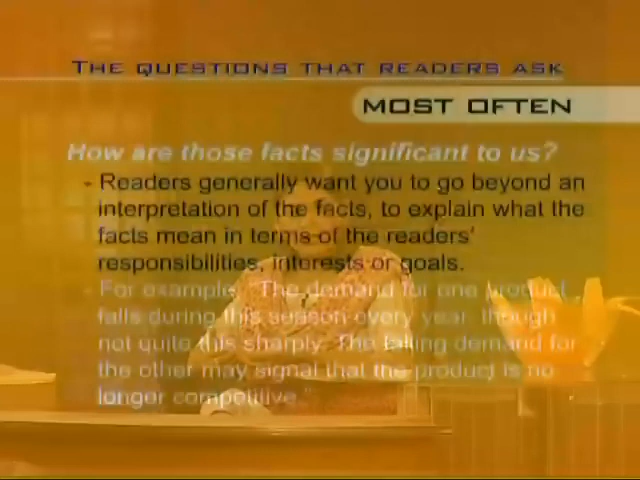 THE QUESTIONS THAT READERS ASK
MOST OFTEN
How are those facts significant to us?
- Readers generally want you to go beyond an
interpretation of the facts, to explain what the
facts mean in terms of the readers'
responsibilities, interests or goals.
- For example, "The demand for one product
falls during this season every year, though
not quite this sharply. The falling demand for
the other may signal that the product is no
longer competitive."